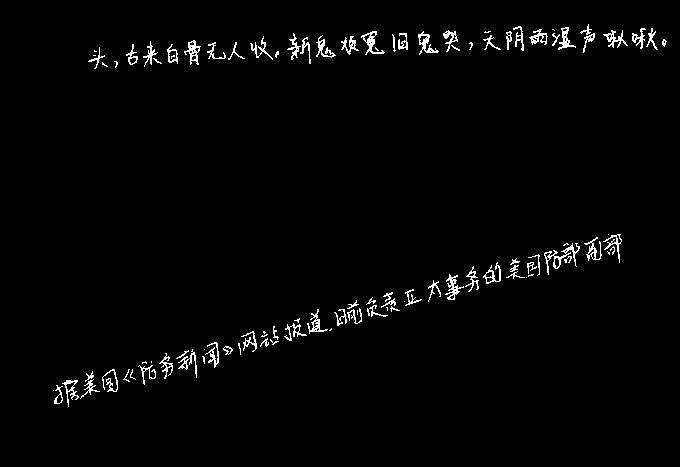 头，古来白骨无人收。新鬼烦冤旧鬼哭，天阴雨湿声啾啾。
据美国《防务新闻》网站报道，日前负责亚太事务的美国防部副部